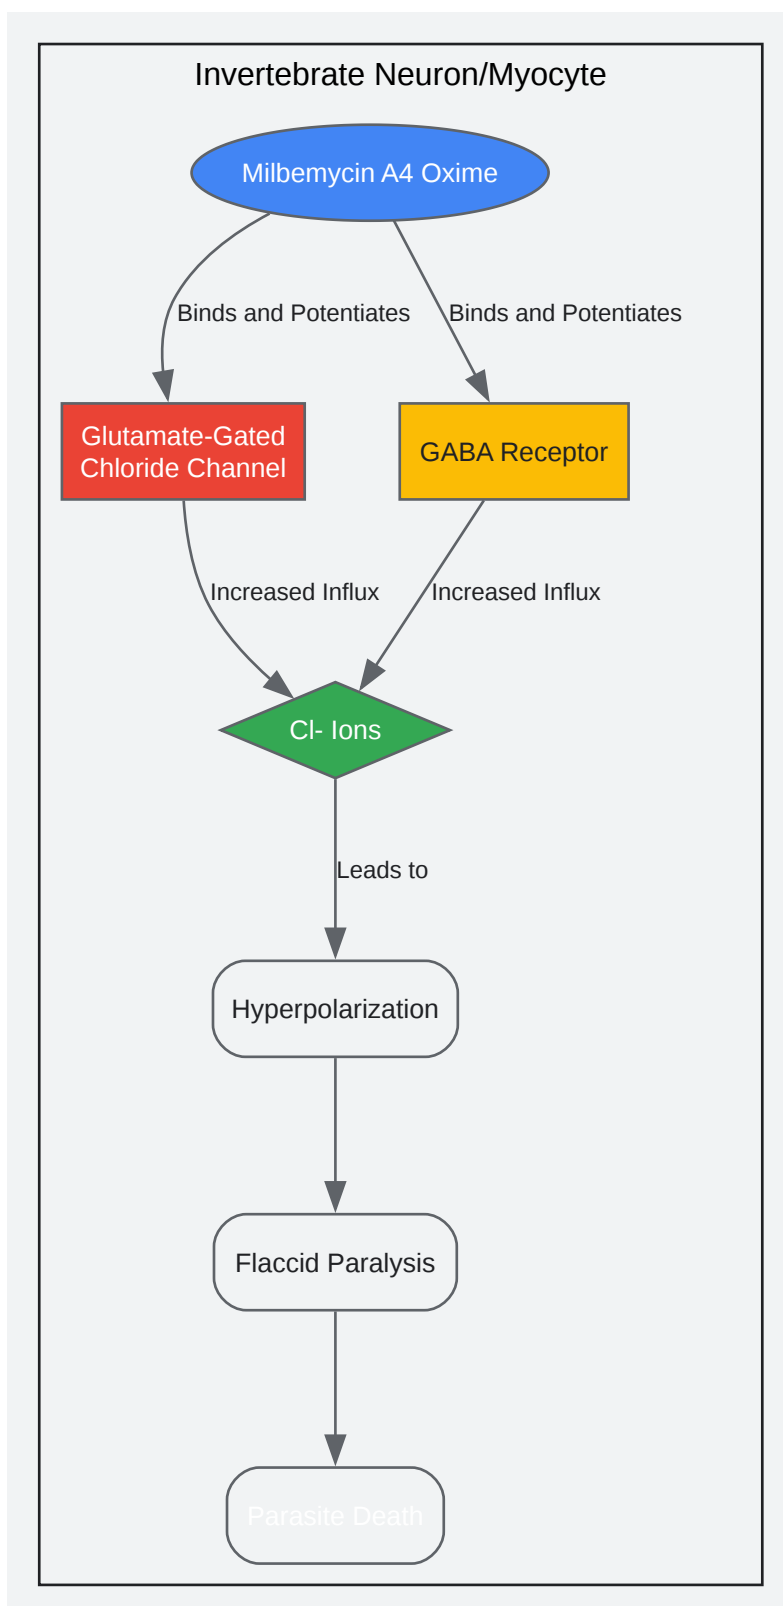 Invertebrate Neuron/Myocyte
Milbemycin A4 Oxime
Binds and Potentiates
Binds and Potentiates
Glutamate-Gated
Chloride Channel
GABA Receptor
Increased Influx
Increased Influx
Cl- Ions
Leads to
Hyperpolarization
Flaccid Paralysis
Parasite Death